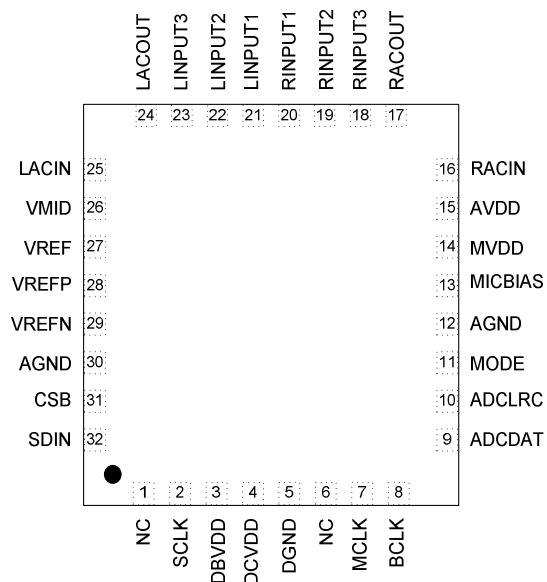 LACOUT
LINPUT3
LINPUT2
LINPUT1
RINPUT1
RINPUT2
RINPUT3
RACOUT
24 23 22 21 20 19 18 17
LACIN 25 16 RACIN
VMID 26 15 AVDD
VREF 27 14 MVDD
VREFP 28 13 MICBIAS
VREFN 29 12 AGND
AGND 30 11 MODE
CSB 31 10 ADCLRC
SDIN 32 9 ADCDAT
1 2 3 4 5 6 7 8
NC
SCLK
DBVDD
DCVDD
DGND
NC
MCLK
BCLK